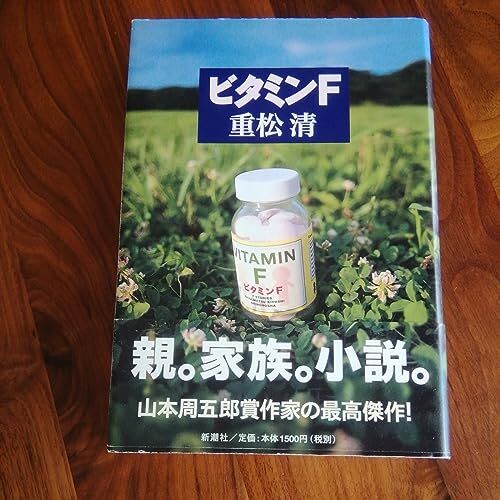 ビタミンF
重松 清
VITAMIN
F
ビタミンF
親。家族。小説。
山本周五郎賞作家の最高傑作!
新潮社/定価:本体1500円(税別)